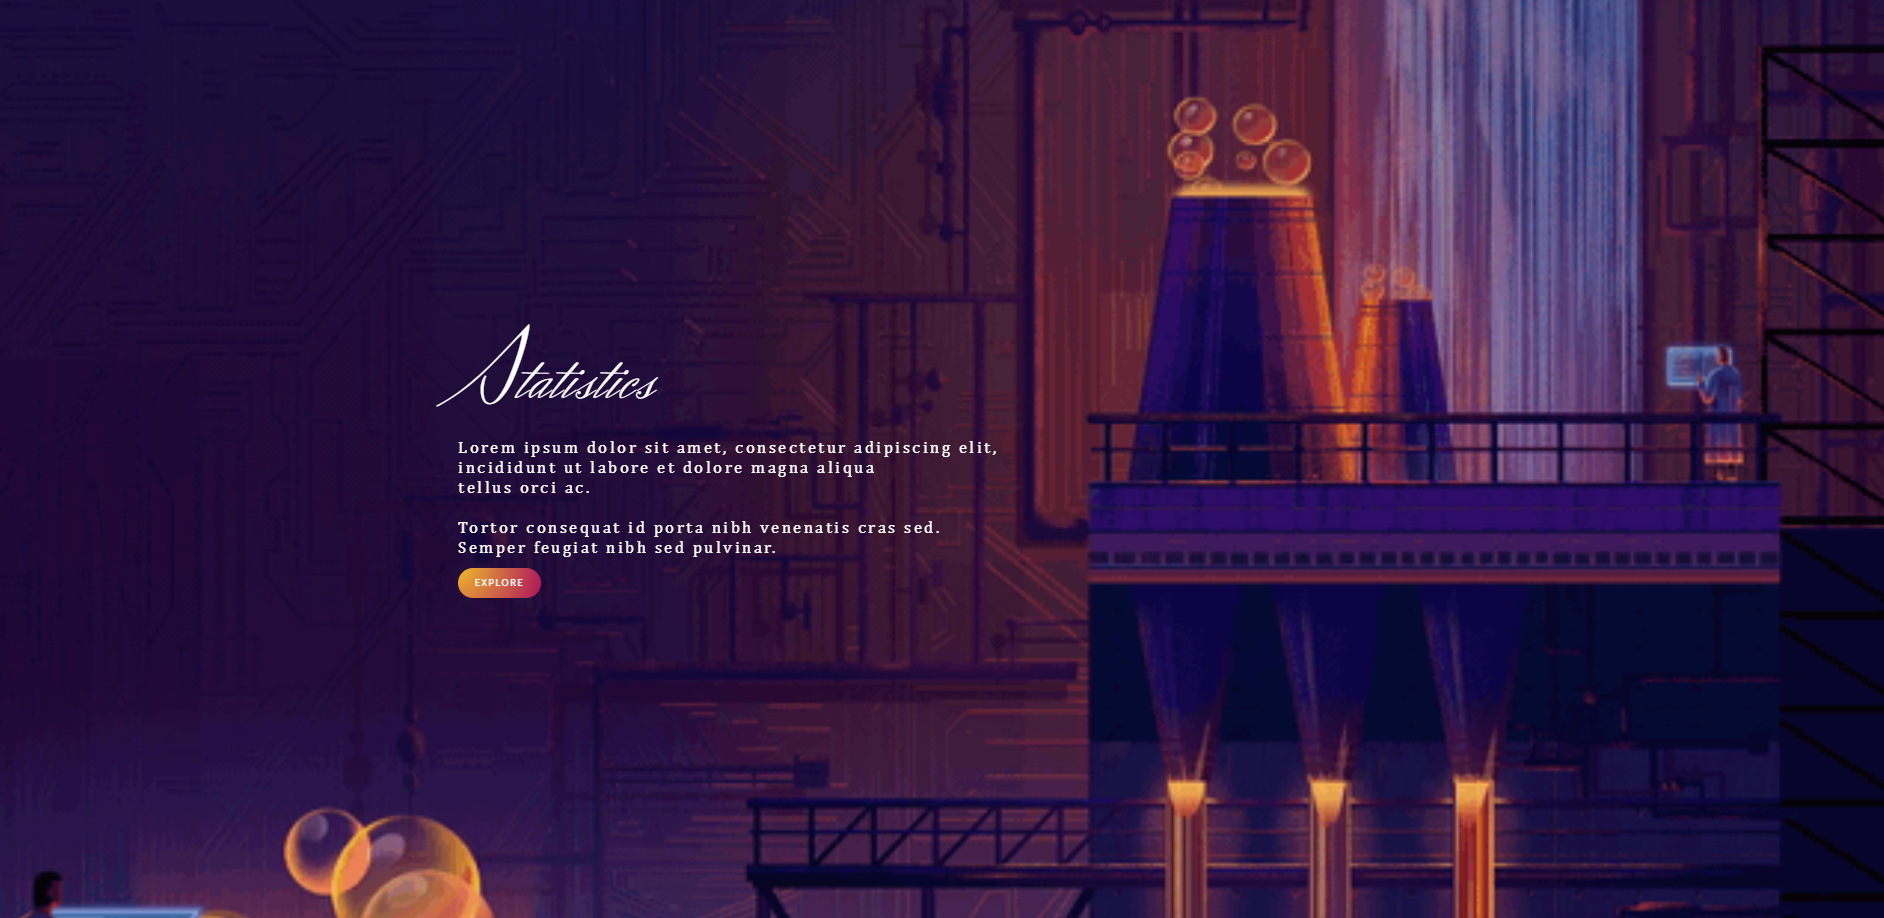 Statistics
Lorem ipsum dolor sit amet, consectetur adipiscing elit,
incididunt ut labore et dolore magna aliqua
tellus orci ac.
Tortor consequat id porta nibh venenatis cras sed.
Semper feugiat nibh sed pulvinar.
EXPLORE